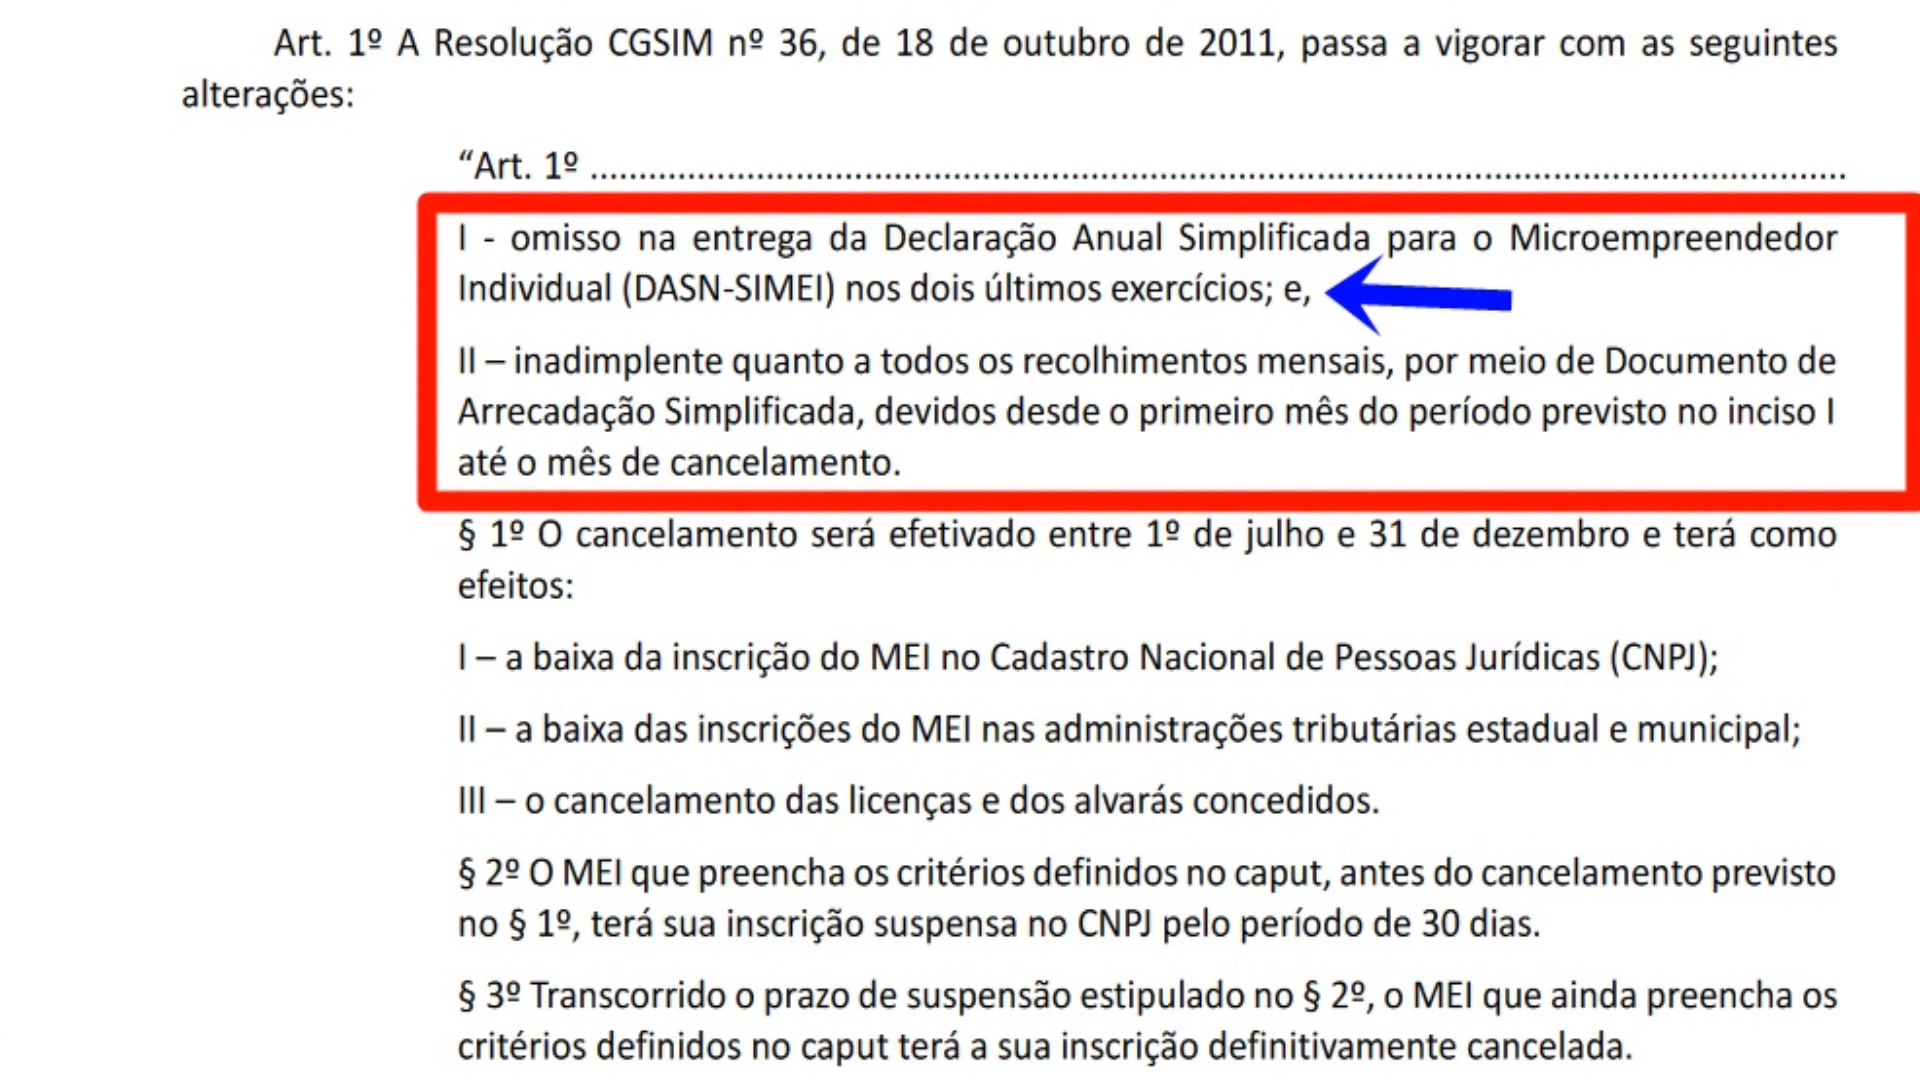 Art. 1º A Resolução CGSIM nº 36, de 18 de outubro de 2011, passa a vigorar com as seguintes
alterações:
“Art. 1º ...............................................................................................................................
I - omisso na entrega da Declaração Anual Simplificada para o Microempreendedor
Individual (DASN-SIMEI) nos dois últimos exercícios; e,
II – inadimplente quanto a todos os recolhimentos mensais, por meio de Documento de
Arrecadação Simplificada, devidos desde o primeiro mês do período previsto no inciso I
até o mês de cancelamento.
§ 1º O cancelamento será efetivado entre 1º de julho e 31 de dezembro e terá como
efeitos:
I – a baixa da inscrição do MEI no Cadastro Nacional de Pessoas Jurídicas (CNPJ);
II – a baixa das inscrições do MEI nas administrações tributárias estadual e municipal;
III – o cancelamento das licenças e dos alvarás concedidos.
§ 2º O MEI que preencha os critérios definidos no caput, antes do cancelamento previsto
no § 1º, terá sua inscrição suspensa no CNPJ pelo período de 30 dias.
§ 3º Transcorrido o prazo de suspensão estipulado no § 2º, o MEI que ainda preencha os
critérios definidos no caput terá a sua inscrição definitivamente cancelada.